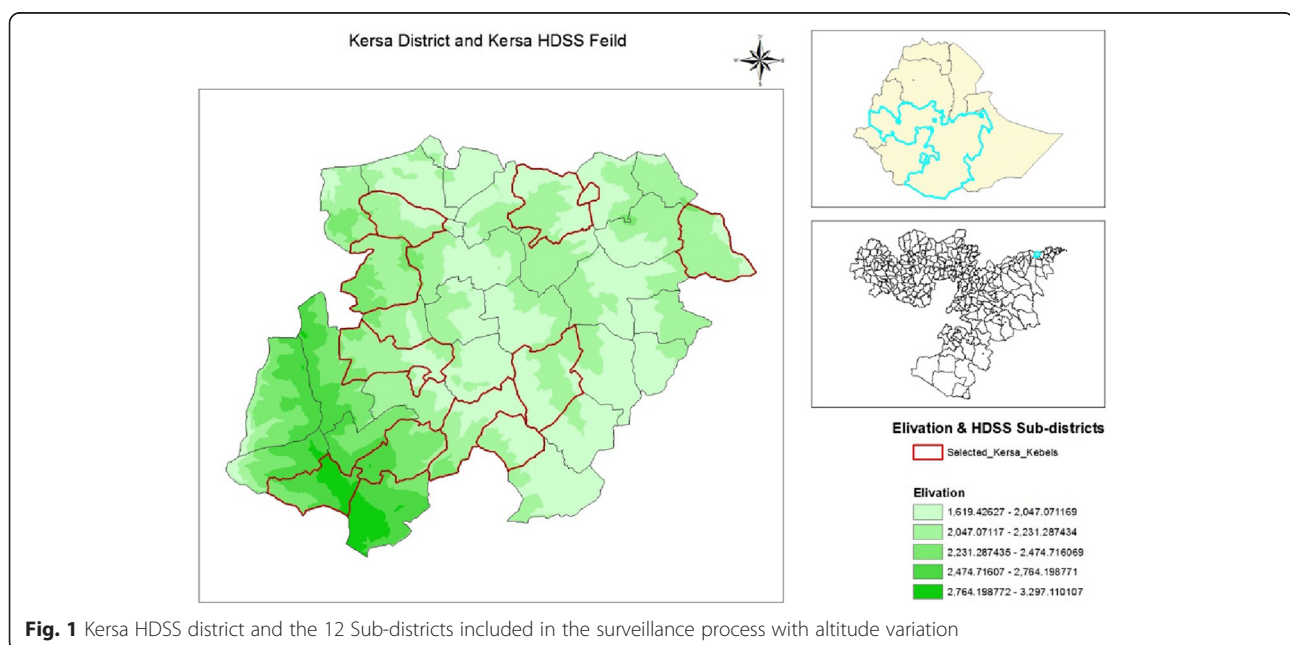 Kersa District and Kersa HDSS Feild
N
W
E
S
Elivation & HDSS Sub-districts
Selected_Kersa_Kebels
Elivation
1,619.42627 - 2,047.071169
2,047.07117 - 2,231.287434
2,231.287435 - 2,474.716069
2,474.71607 - 2,764.198771
2,764.198772 - 3,297.110107
Fig. 1 Kersa HDSS district and the 12 Sub-districts included in the surveillance process with altitude variation